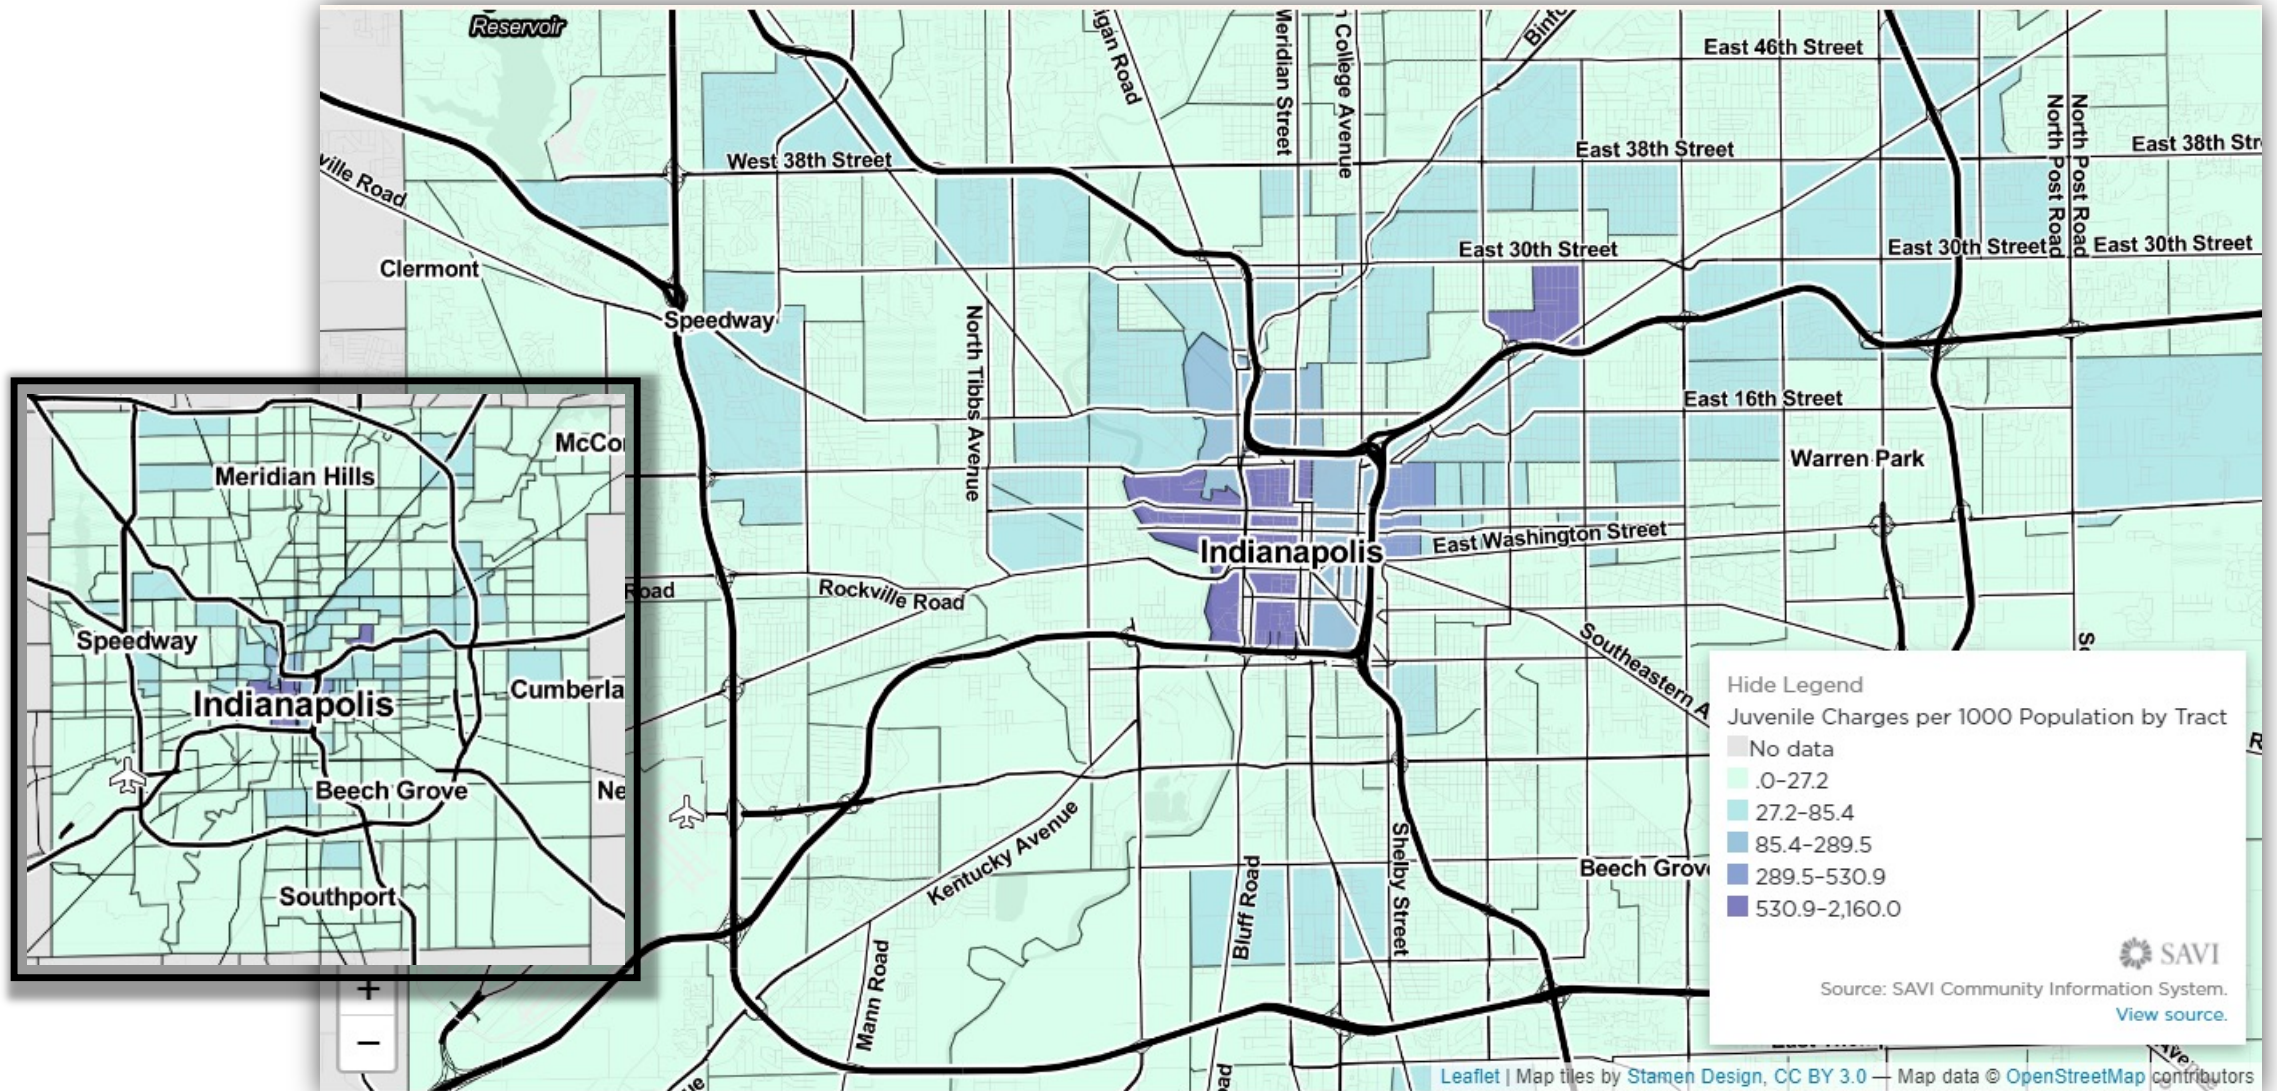 Reservoir
igan Road
Meridian Street
College Avenue
Binfo
East 46th Street
North Post Road
North Post Road
West 38th Street
East 38th Street
East 38th Str
ville Road
Clermont
East 30th Street
East 30th Street
East 30th Street
Speedway
North Tibbs Avenue
East 16th Street
Warren Park
East Washington Street
Indianapolis
Road
Rockville Road
Southeastern A
Kentucky Avenue
Shelby Street
Bluff Road
Beech Grov
Mann Road
McCo
Meridian Hills
Speedway
Indianapolis
Cumberla
Beech Grove
Ne
Southport
+
−
Hide Legend
Juvenile Charges per 1000 Population by Tract
No data
.0–27.2
27.2–85.4
85.4–289.5
289.5–530.9
530.9–2,160.0
SAVI
Source: SAVI Community Information System.
View source.
Leaflet | Map tiles by Stamen Design, CC BY 3.0 — Map data © OpenStreetMap contributors